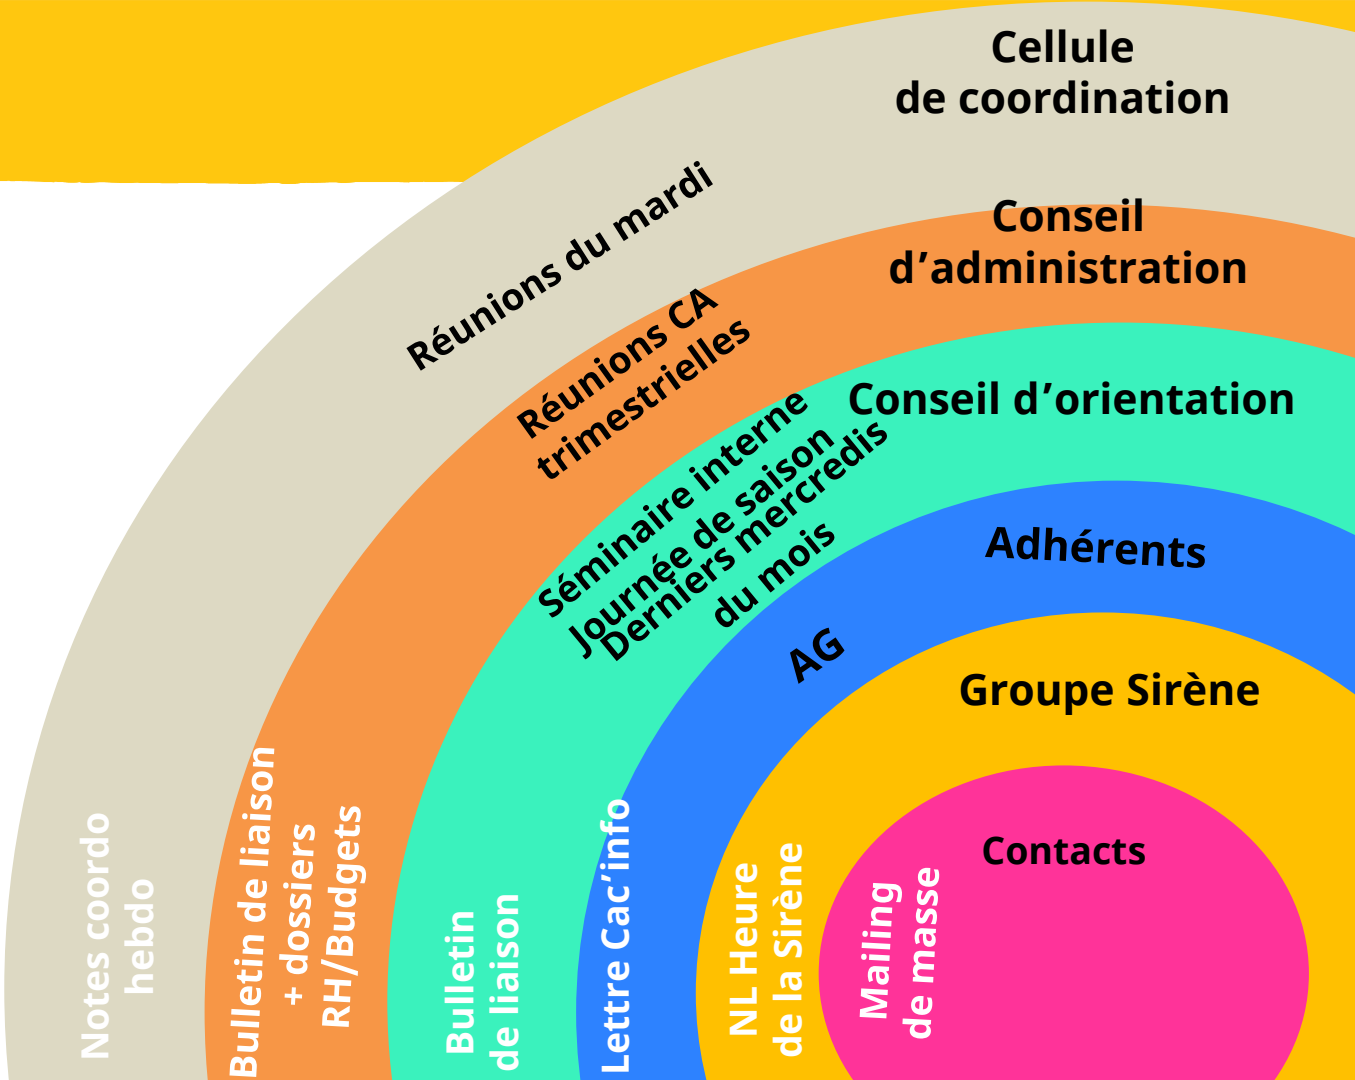 Cellule
de coordination
Réunions du mardi
Notes coordo
hebdo
Conseil
d’administration
Réunions CA
trimestrielles
Bulletin de liaison
+ dossiers
RH/Budgets
Conseil d’orientation
Séminaire interne
Journée de saison
Derniers mercredis
du mois
Bulletin
de liaison
Adhérents
AG
Lettre Cac’info
Groupe Sirène
NL Heure
de la Sirène
Contacts
Mailing
de masse